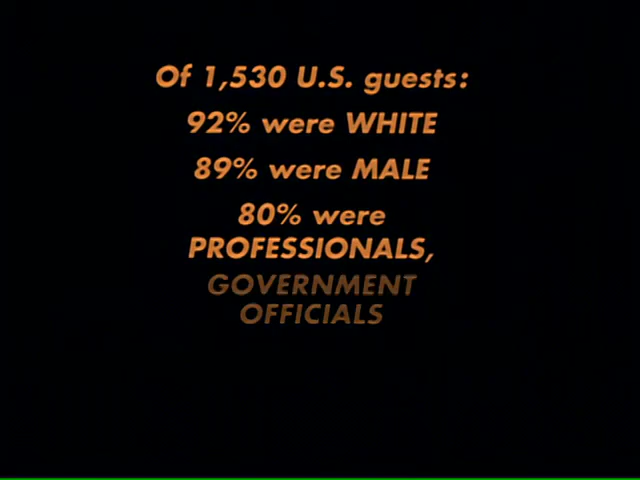 Of 1,530 U.S. guests:
92% were WHITE
89% were MALE
80% were
PROFESSIONALS,
GOVERNMENT
OFFICIALS